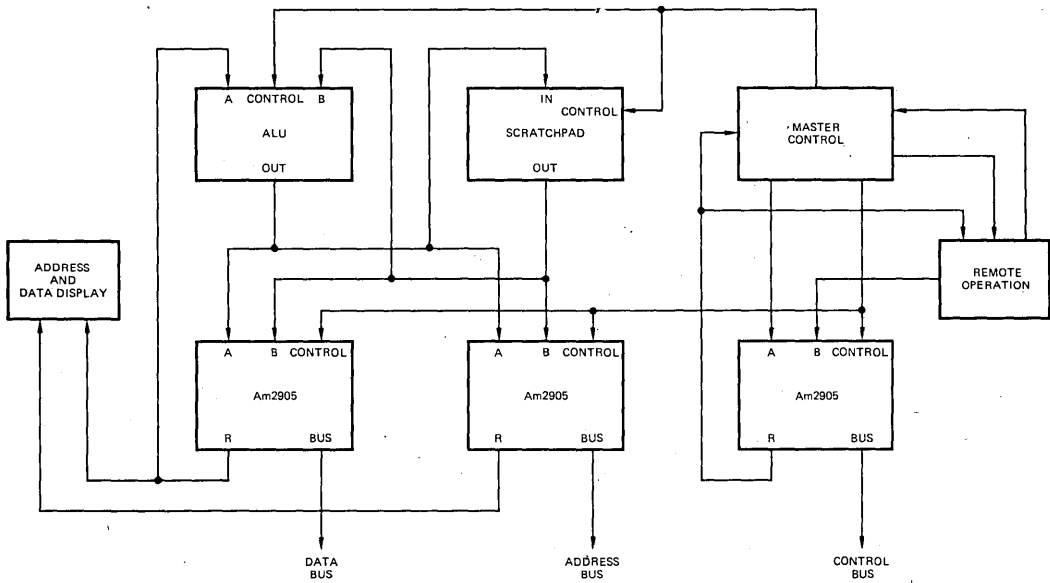 A CONTROL B
ALU
OUT
IN
CONTROL
SCRATCHPAD
OUT
MASTER
CONTROL
ADDRESS
AND
DATA DISPLAY
REMOTE
OPERATION
A B CONTROL
Am2905
R BUS
A B CONTROL
Am2905
R BUS
A B CONTROL
Am2905
R BUS
DATA
BUS
ADDRESS
BUS
CONTROL
BUS